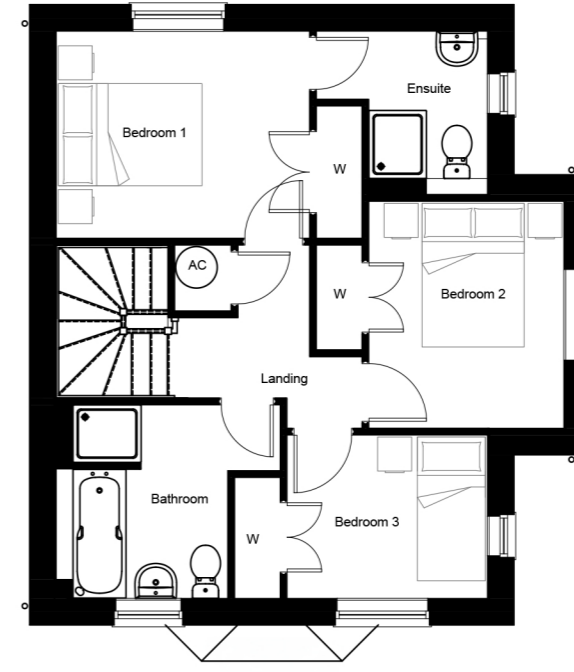 Ensuite
Bedroom 1
W
AC
W
Bedroom 2
Landing
Bathroom
Bedroom 3
W